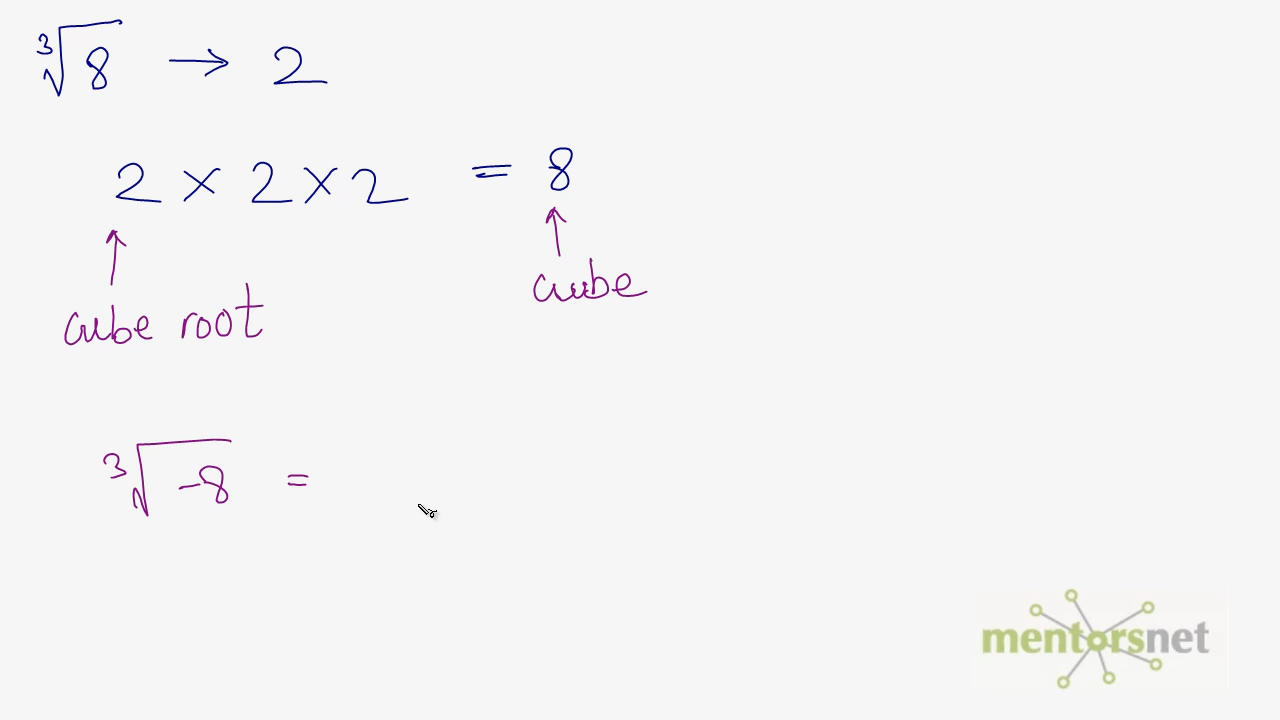 ∛8 → 2
2 × 2 × 2 = 8
cube
cube root
∛-8 =
mentorsnet